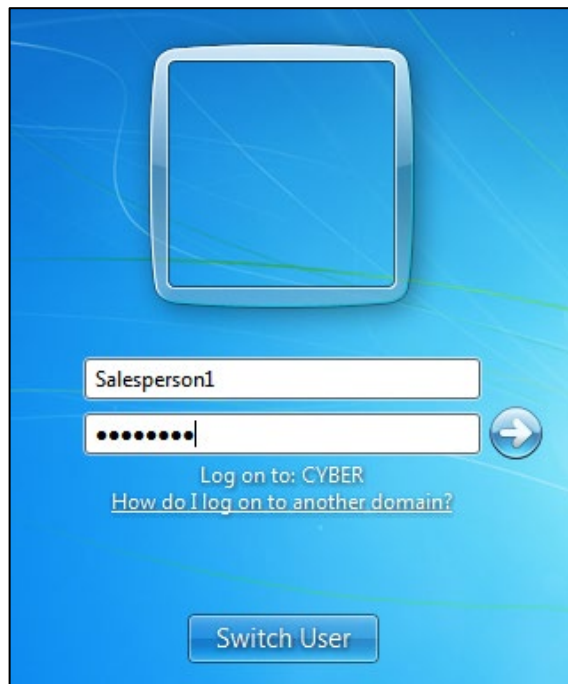 Salesperson1
●●●●●●●●
Log on to: CYBER
How do I log on to another domain?
Switch User